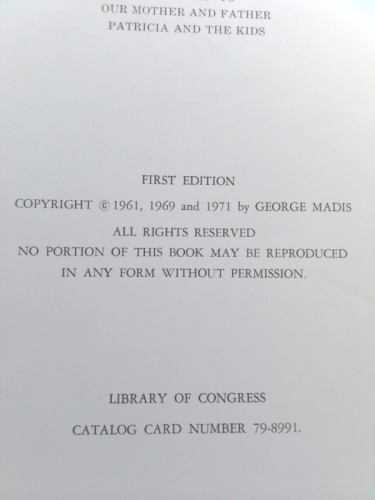 OUR MOTHER AND FATHER
PATRICIA AND THE KIDS
FIRST EDITION
COPYRIGHT © 1961, 1969 and 1971 by GEORGE MADIS
ALL RIGHTS RESERVED
NO PORTION OF THIS BOOK MAY BE REPRODUCED
IN ANY FORM WITHOUT PERMISSION.
LIBRARY OF CONGRESS
CATALOG CARD NUMBER 79-8991.